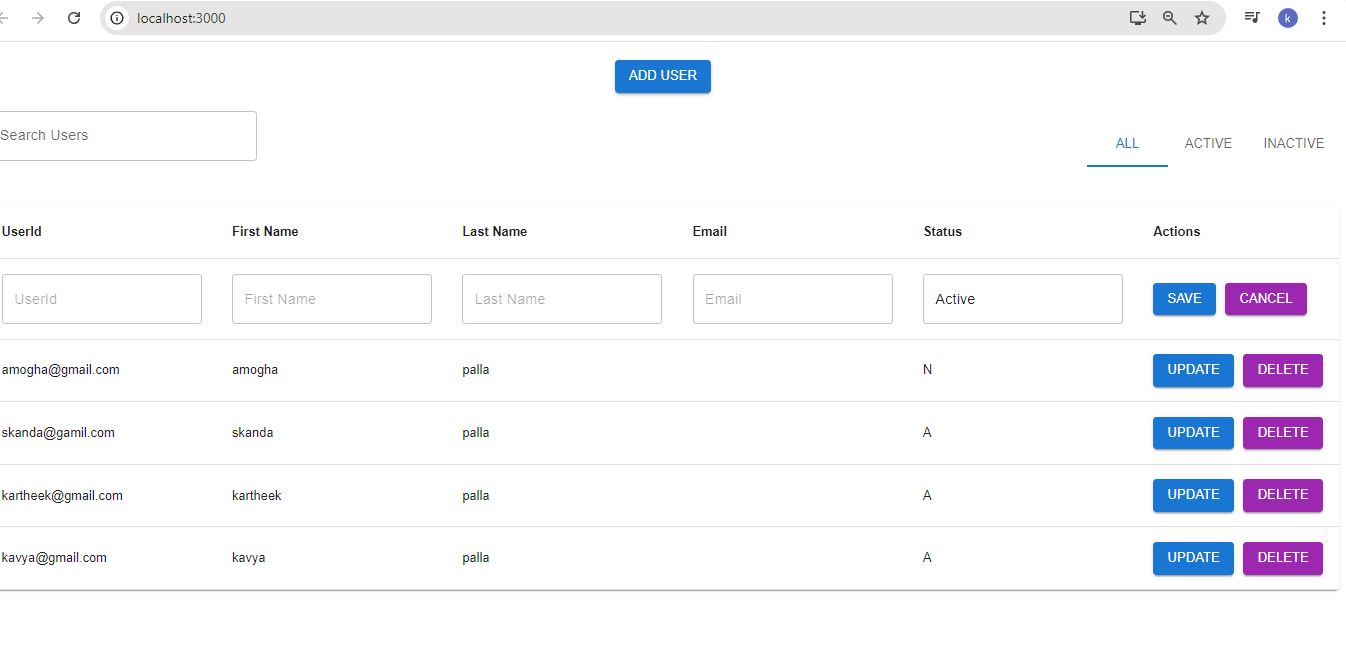 localhost:3000
k
ADD USER
Search Users
ALL ACTIVE INACTIVE
UserId First Name Last Name Email Status Actions
UserId First Name Last Name Email Active SAVE CANCEL
amogha@gmail.com amogha palla N UPDATE DELETE
skanda@gamil.com skanda palla A UPDATE DELETE
kartheek@gmail.com kartheek palla A UPDATE DELETE
kavya@gmail.com kavya palla A UPDATE DELETE